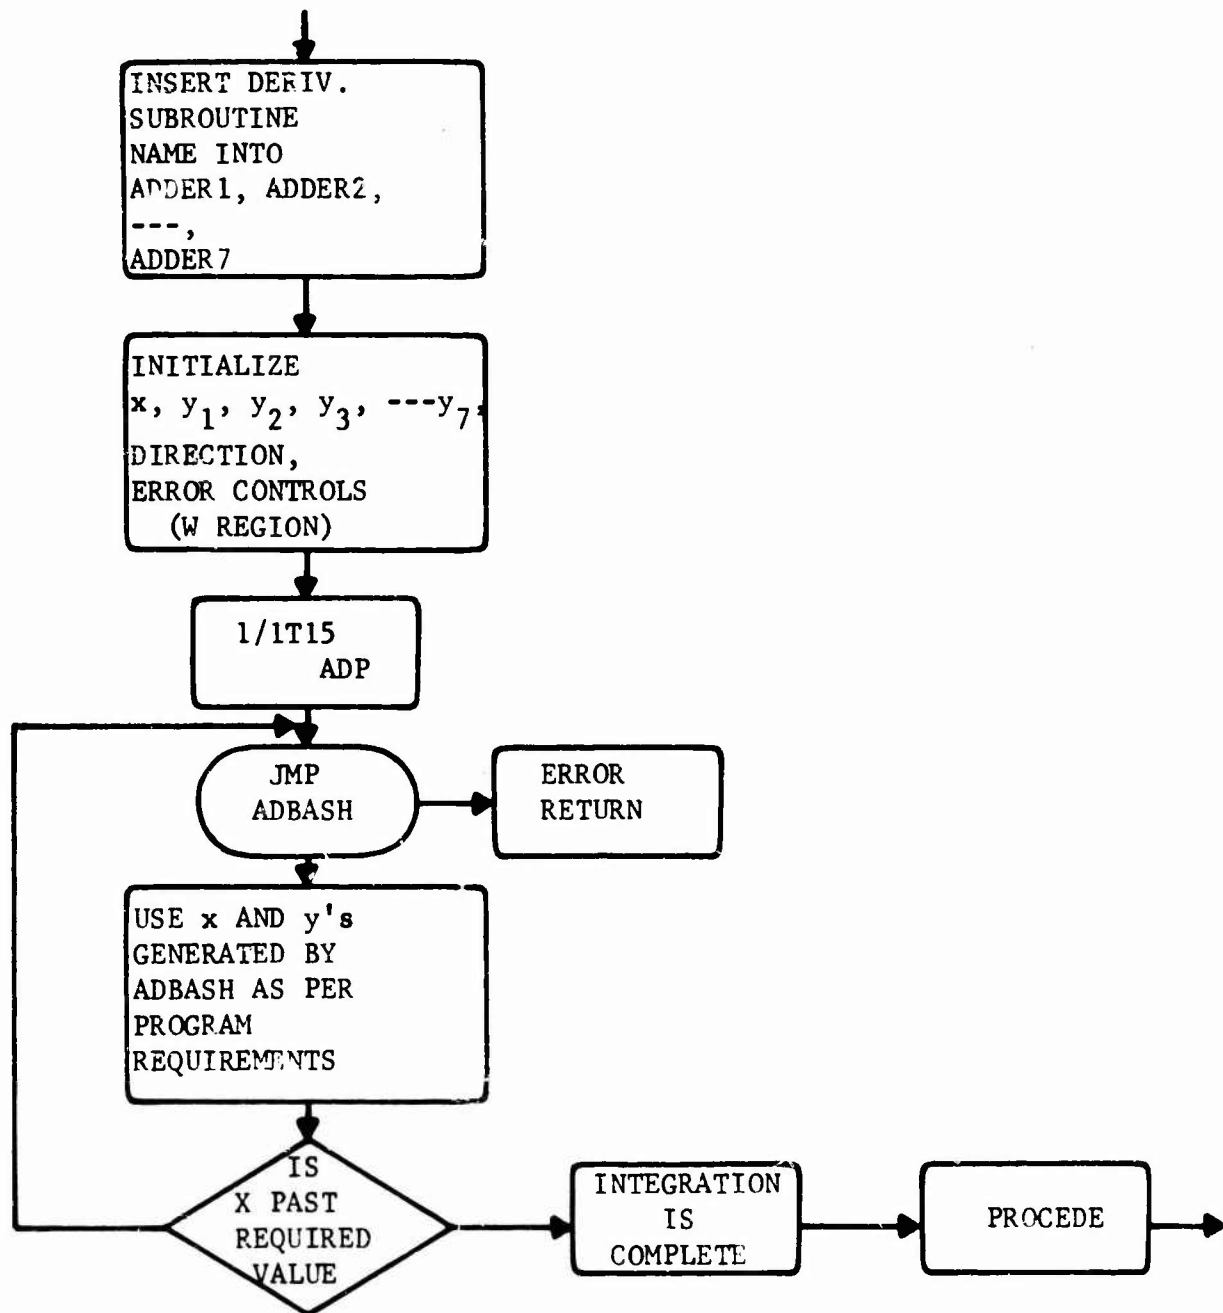 INSERT DERIV.
SUBROUTINE
NAME INTO
ADDER1, ADDER2,
---,
ADDER7
INITIALIZE
x, y₁, y₂, y₃, ---y₇,
DIRECTION,
ERROR CONTROLS
(W REGION)
1/1T15
ADP
JMP
ADBASH
ERROR
RETURN
USE x AND y's
GENERATED BY
ADBASH AS PER
PROGRAM
REQUIREMENTS
IS
X PAST
REQUIRED
VALUE
INTEGRATION
IS
COMPLETE
PROCEDE